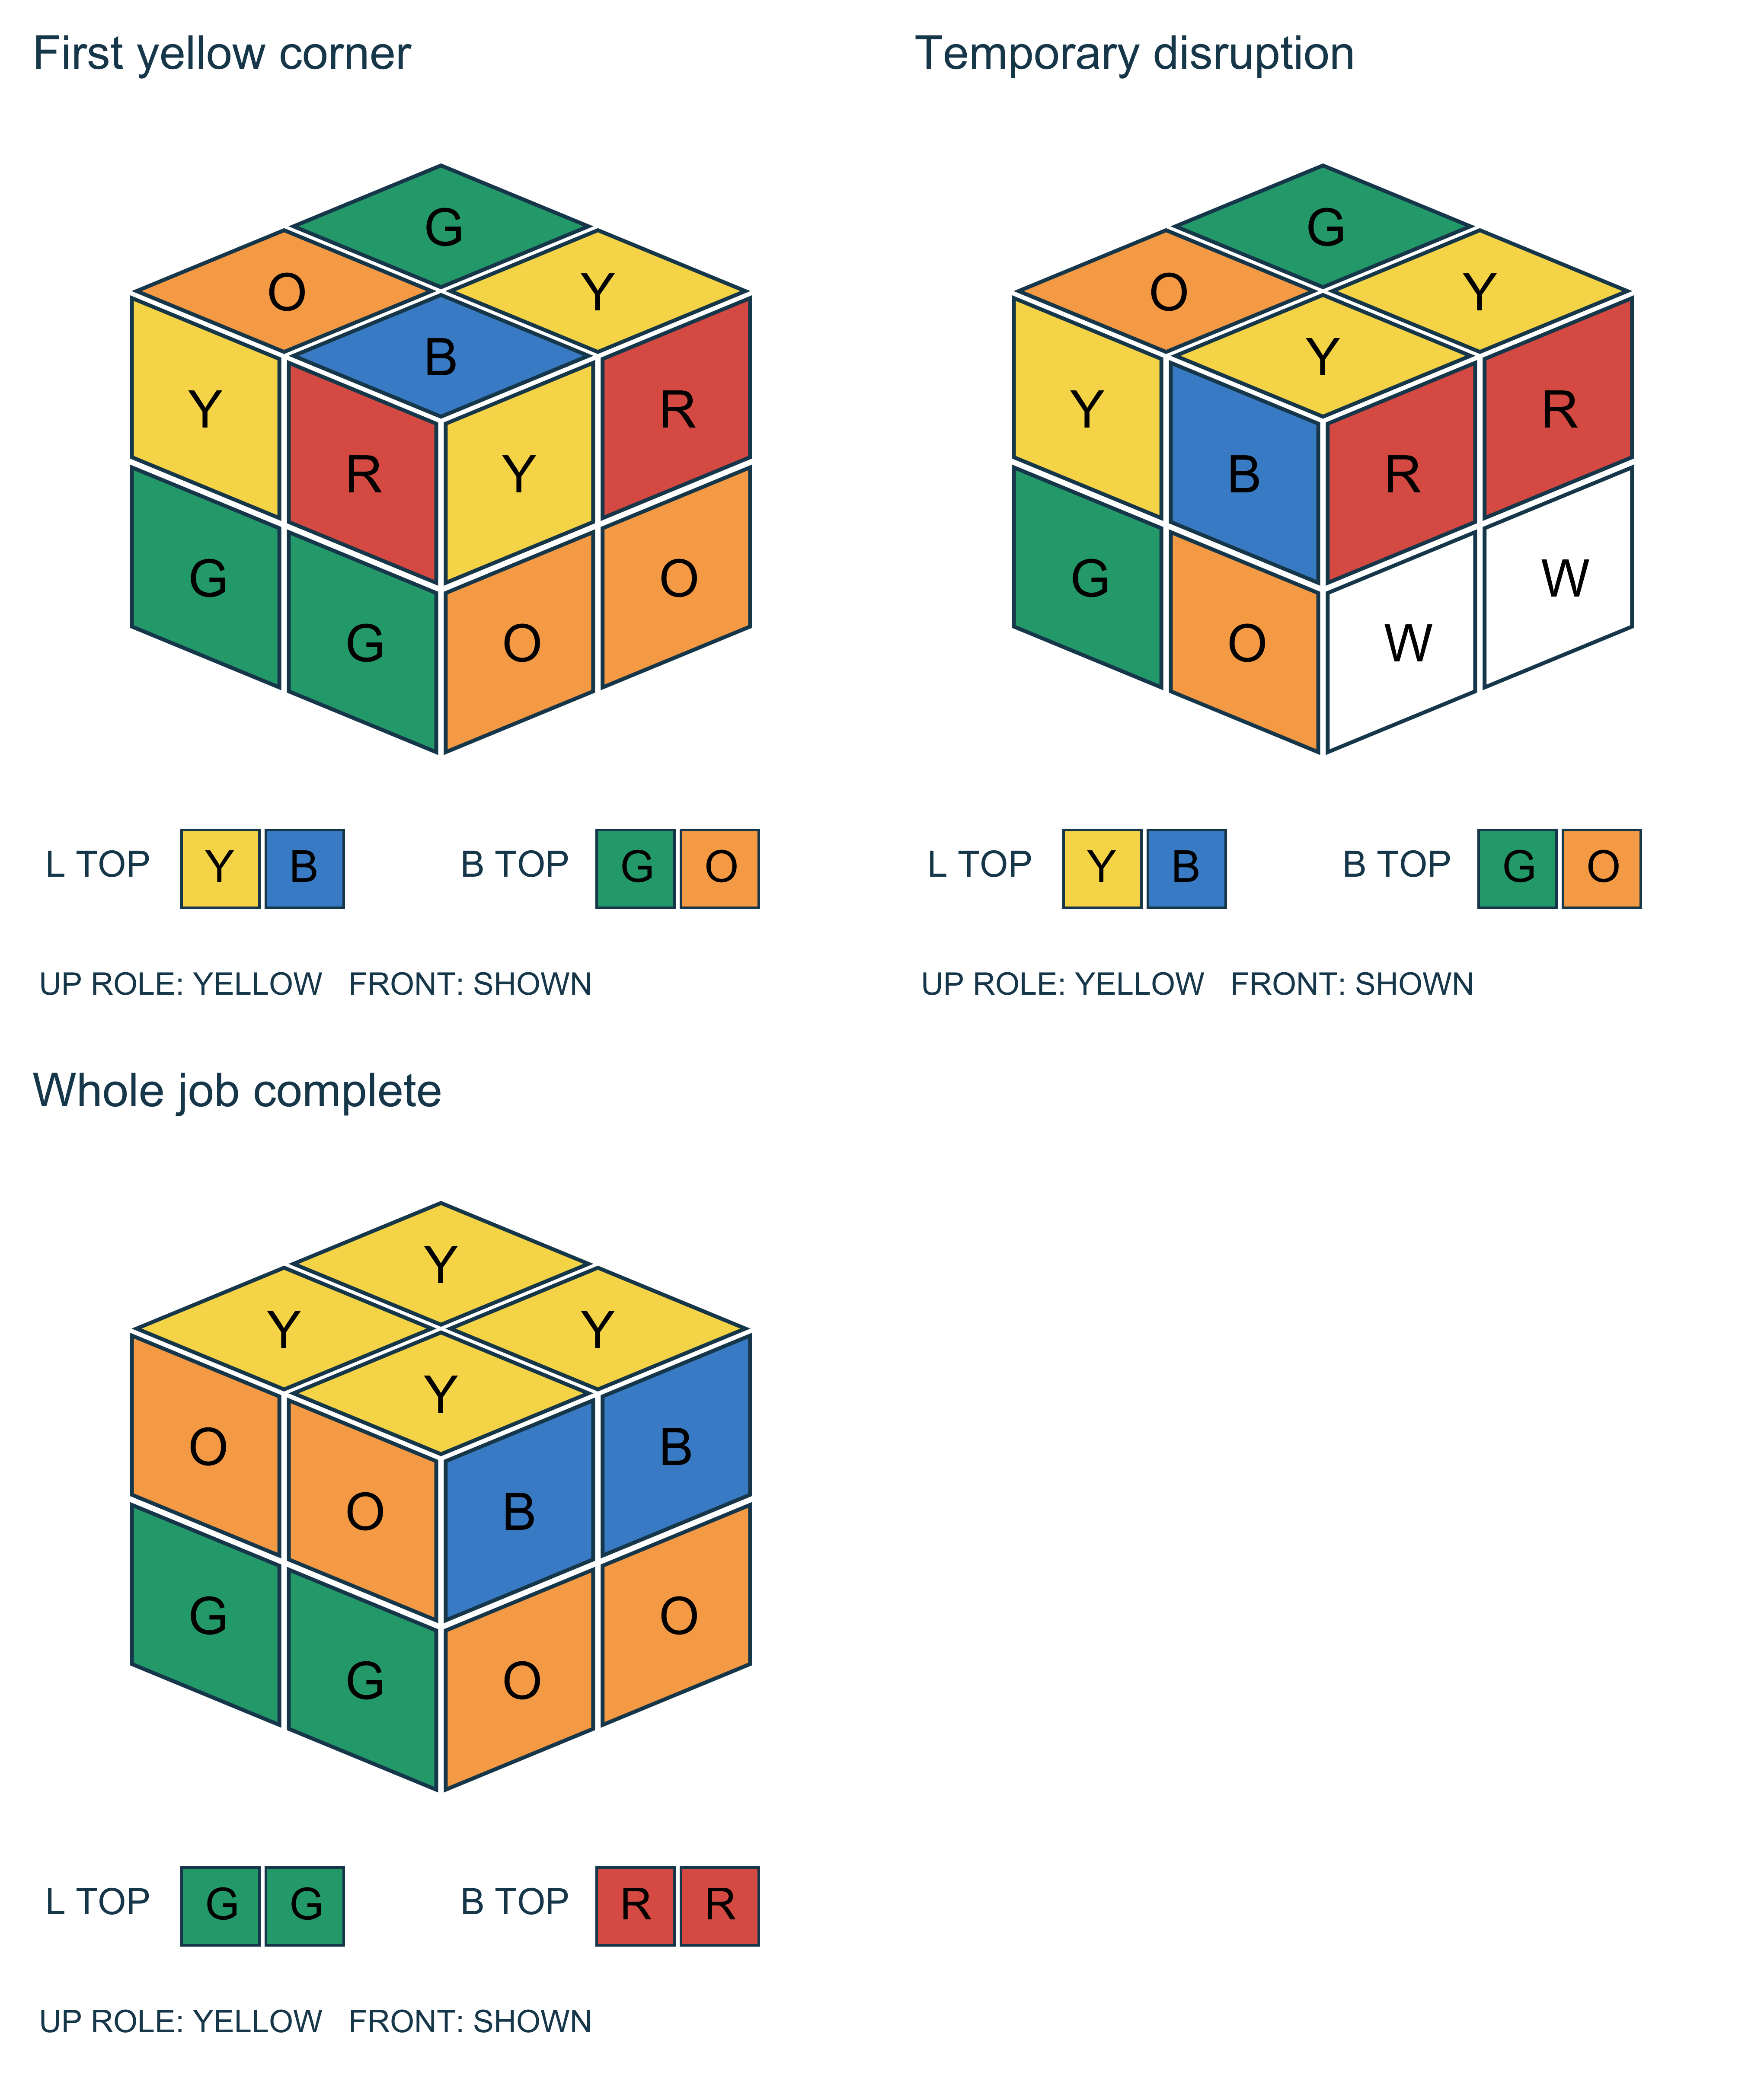 First yellow corner
G
O Y
B
Y R
R Y
G O
G O
L TOP Y B B TOP G O
UP ROLE: YELLOW FRONT: SHOWN
Temporary disruption
G
O Y
Y
Y R
B R
G W
O W
L TOP Y B B TOP G O
UP ROLE: YELLOW FRONT: SHOWN
Whole job complete
Y
Y Y
Y
O B
O B
G O
G O
L TOP G G B TOP R R
UP ROLE: YELLOW FRONT: SHOWN